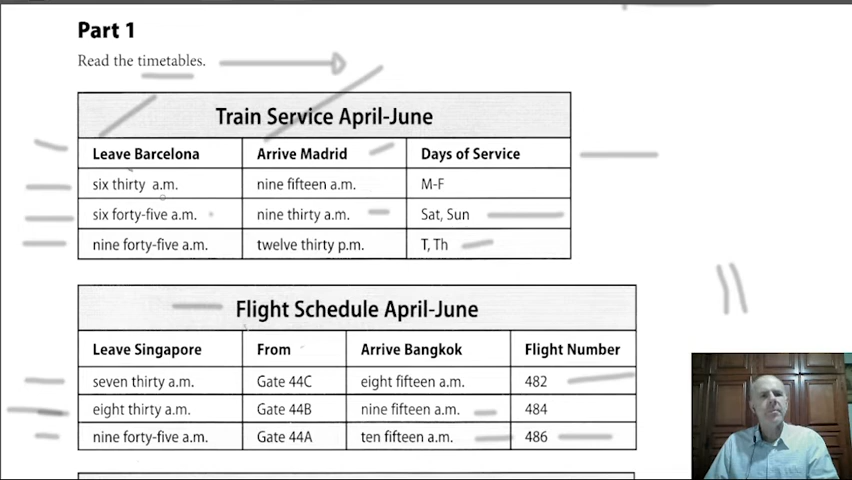 Part 1
Read the timetables.
Train Service April-June
Leave Barcelona Arrive Madrid Days of Service
six thirty a.m. nine fifteen a.m. M-F
six forty-five a.m. nine thirty a.m. Sat, Sun
nine forty-five a.m. twelve thirty p.m. T, Th
Flight Schedule April-June
Leave Singapore From Arrive Bangkok Flight Number
seven thirty a.m. Gate 44C eight fifteen a.m. 482
eight thirty a.m. Gate 44B nine fifteen a.m. 484
nine forty-five a.m. Gate 44A ten fifteen a.m. 486